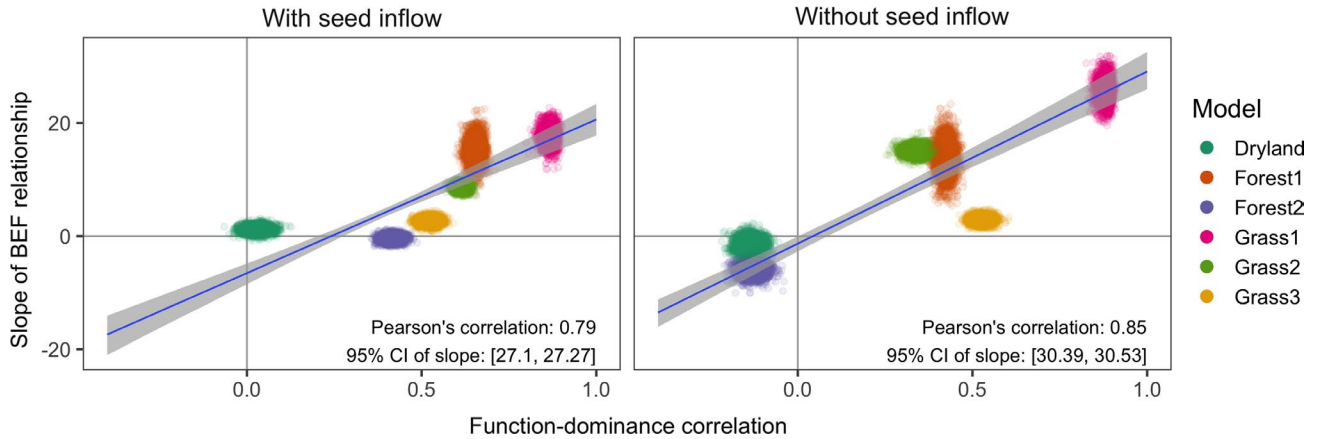 With seed inflow
Without seed inflow
Slope of BEF relationship
20
0
-20
Pearson's correlation: 0.79
95% CI of slope: [27.1, 27.27]
Pearson's correlation: 0.85
95% CI of slope: [30.39, 30.53]
0.0 0.5 1.0
0.0 0.5 1.0
Function-dominance correlation
Model
Dryland
Forest1
Forest2
Grass1
Grass2
Grass3